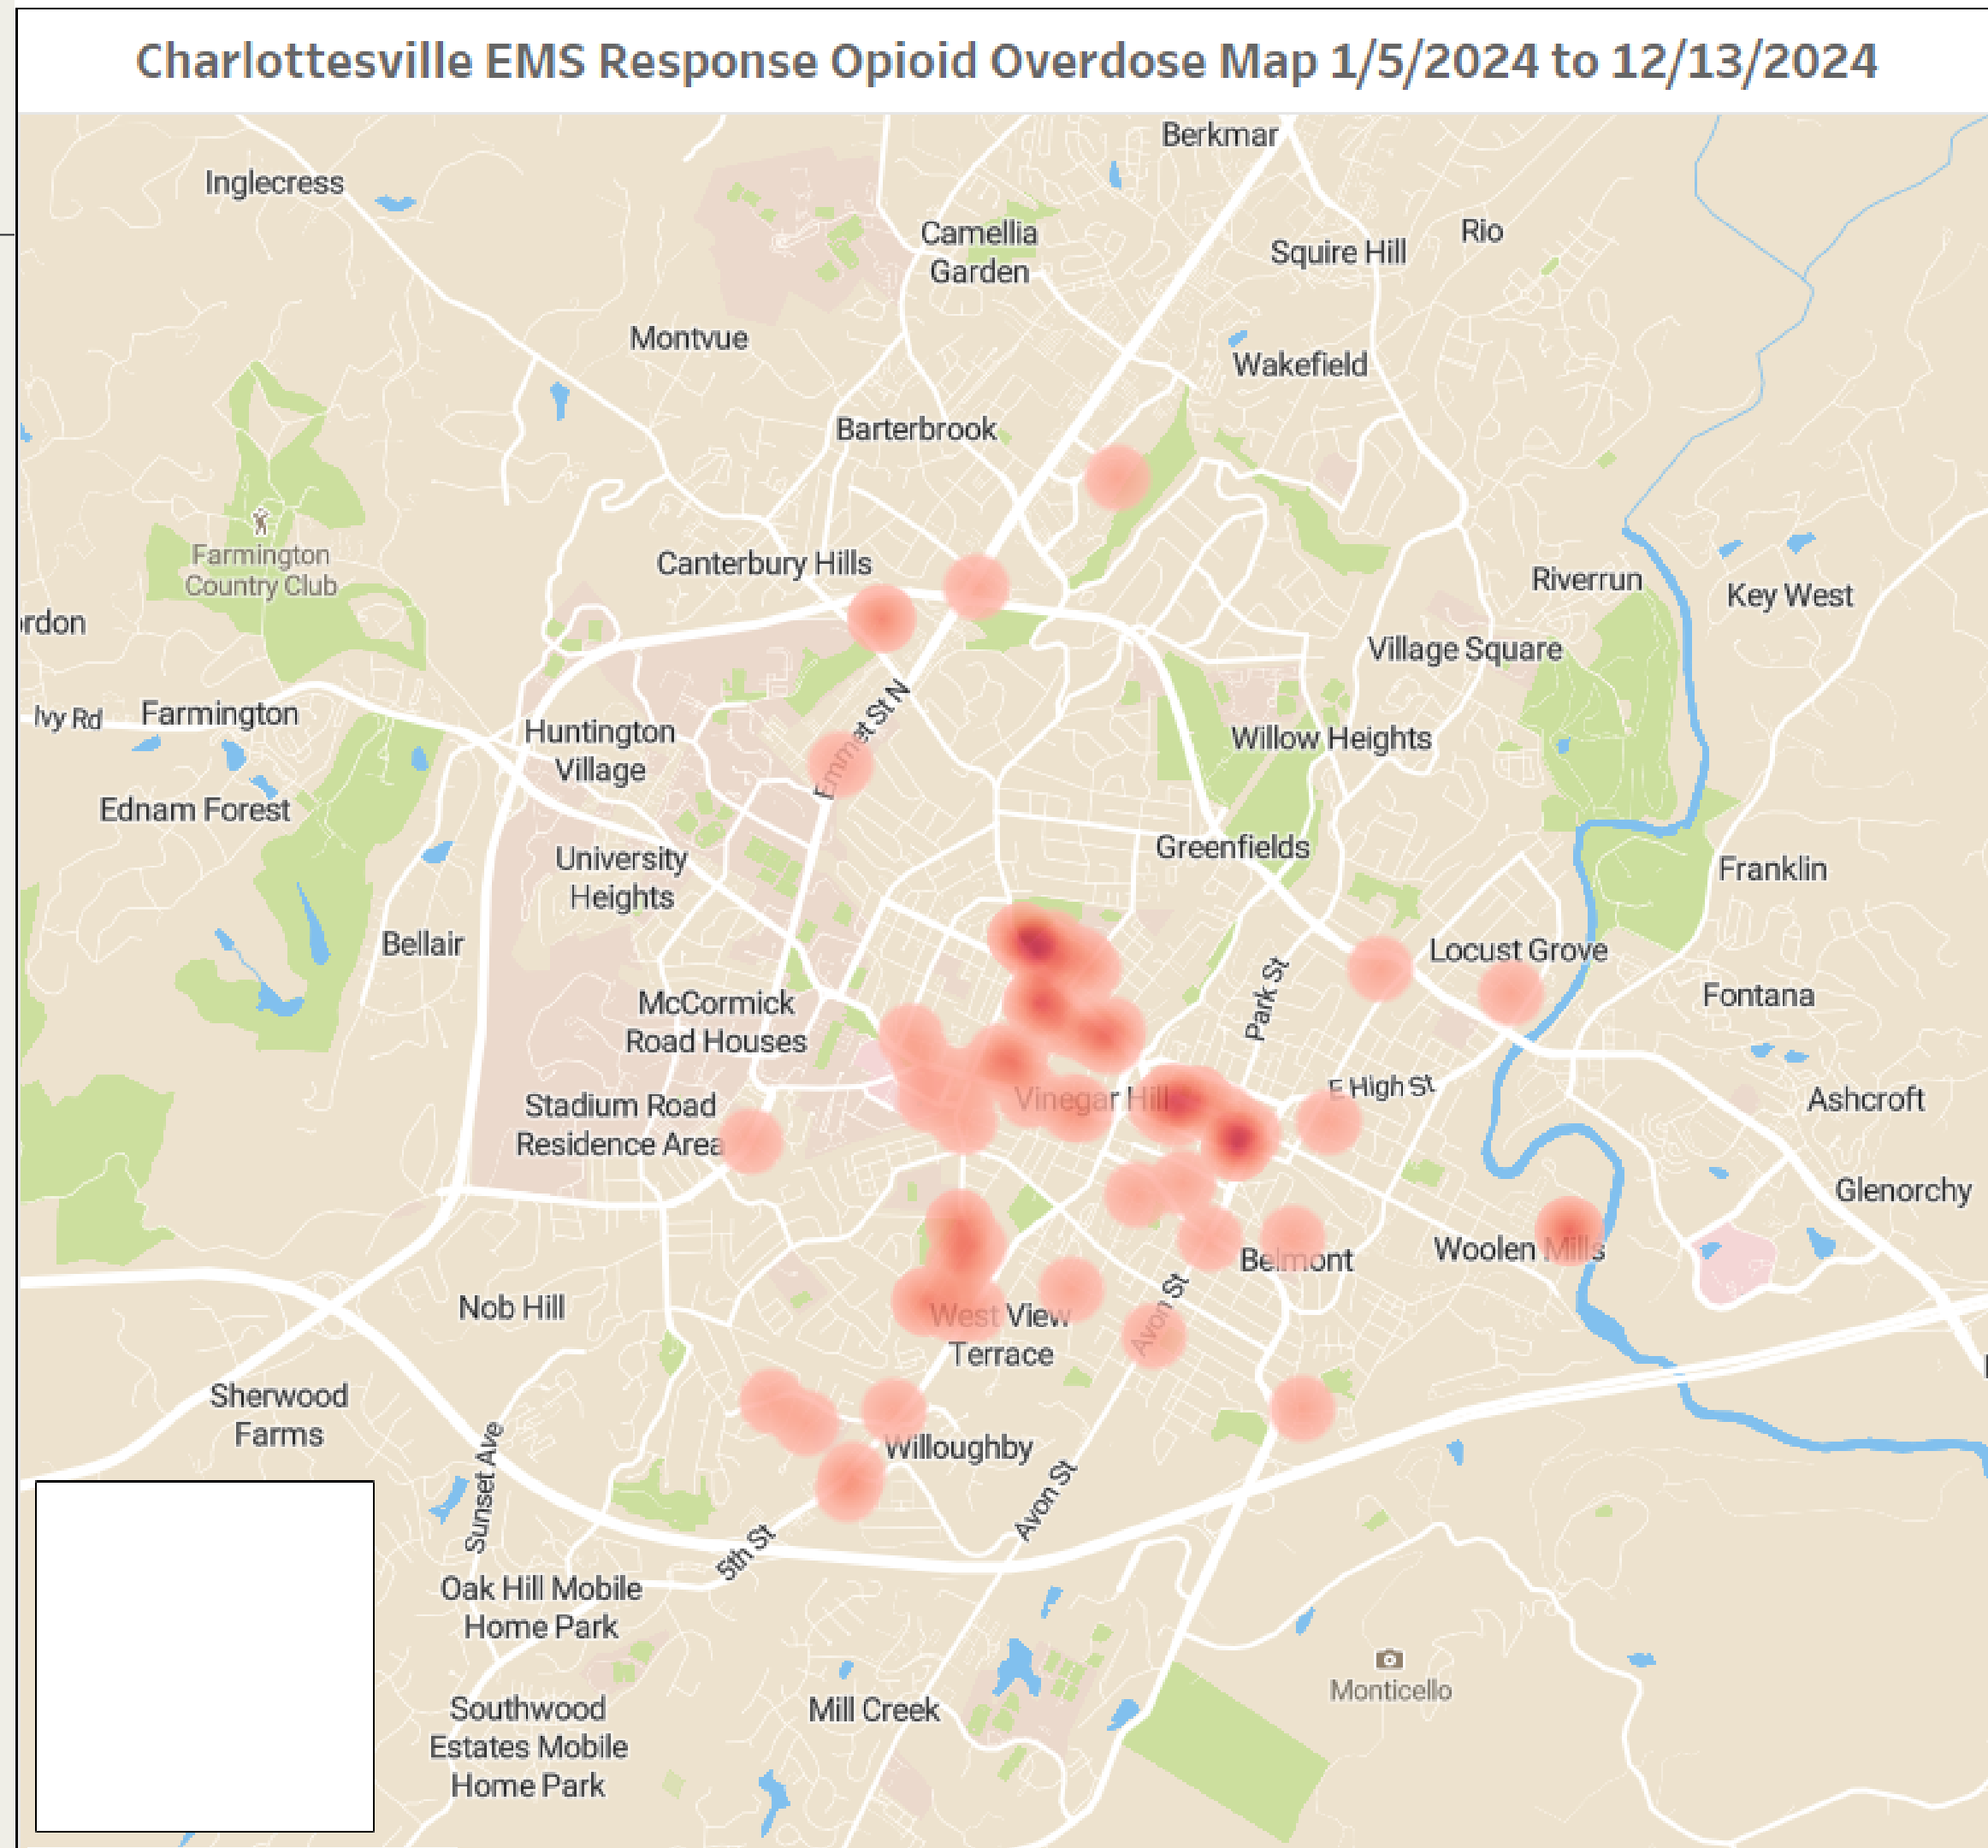 Charlottesville EMS Response Opioid Overdose Map 1/5/2024 to 12/13/2024
Berkmar
Inglecress
Camellia
Garden
Squire Hill
Rio
Montvue
Wakefield
Barterbrook
Farmington
Country Club
Canterbury Hills
Riverrun
Key West
rdon
Village Square
Ivy Rd
Farmington
Emmet St N
Huntington
Village
Willow Heights
Ednam Forest
University
Heights
Greenfields
Franklin
Bellair
Locust Grove
McCormick
Road Houses
Park St
Fontana
Stadium Road
Residence Area
Vinegar Hill
E High St
Ashcroft
Glenorchy
Belmont
Woolen Mills
Nob Hill
West View
Terrace
Avon St
Sherwood
Farms
Sunset Ave
Willoughby
Avon St
5th St
Oak Hill Mobile
Home Park
Monticello
Southwood
Estates Mobile
Home Park
Mill Creek